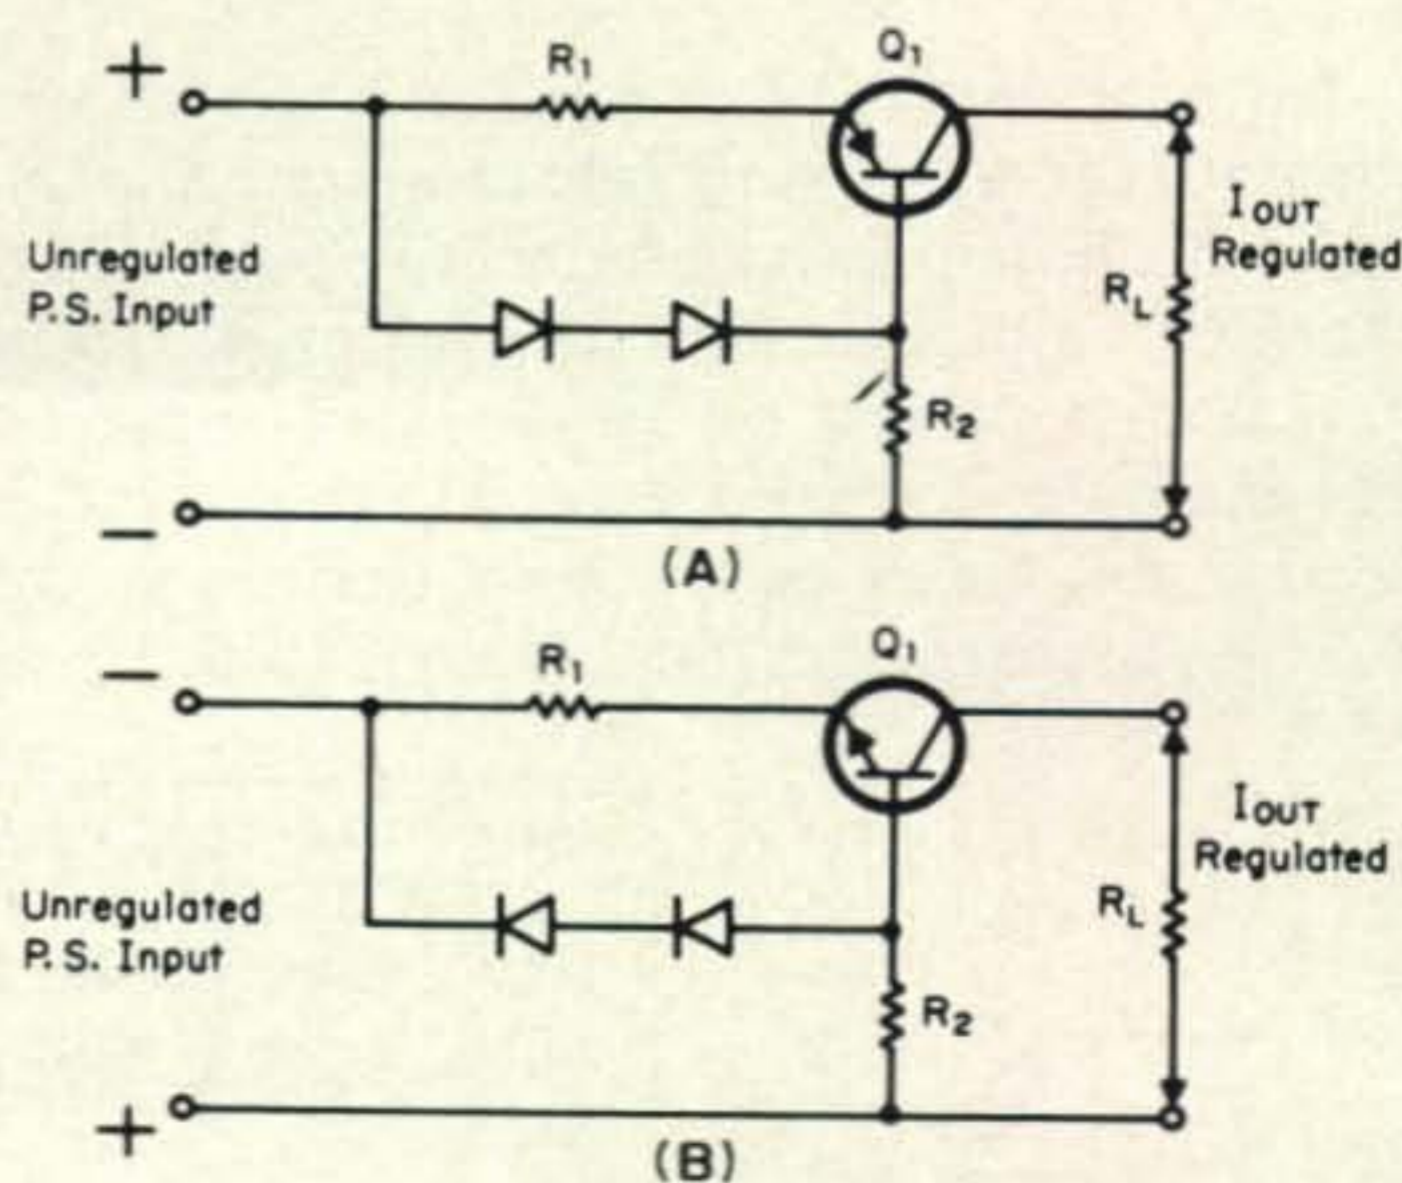 +
R1
Q1
IOUT
Regulated
Unregulated
P.S. Input
RL
R2
−
(A)
−
R1
Q1
IOUT
Regulated
Unregulated
P.S. Input
RL
R2
+
(B)